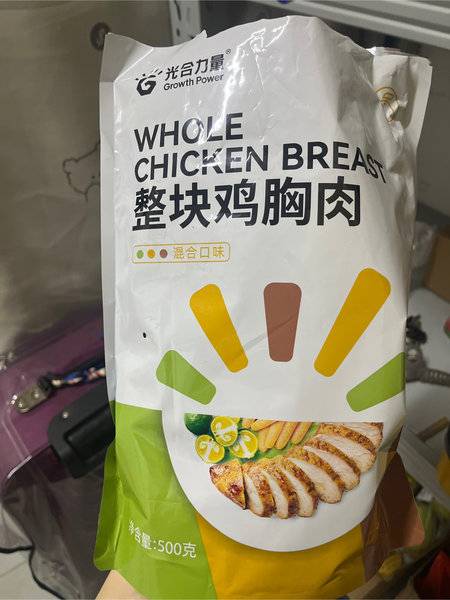 光合力量®
Growth Power
WHOLE
CHICKEN BREAST
整块鸡胸肉
混合口味
净含量:500克